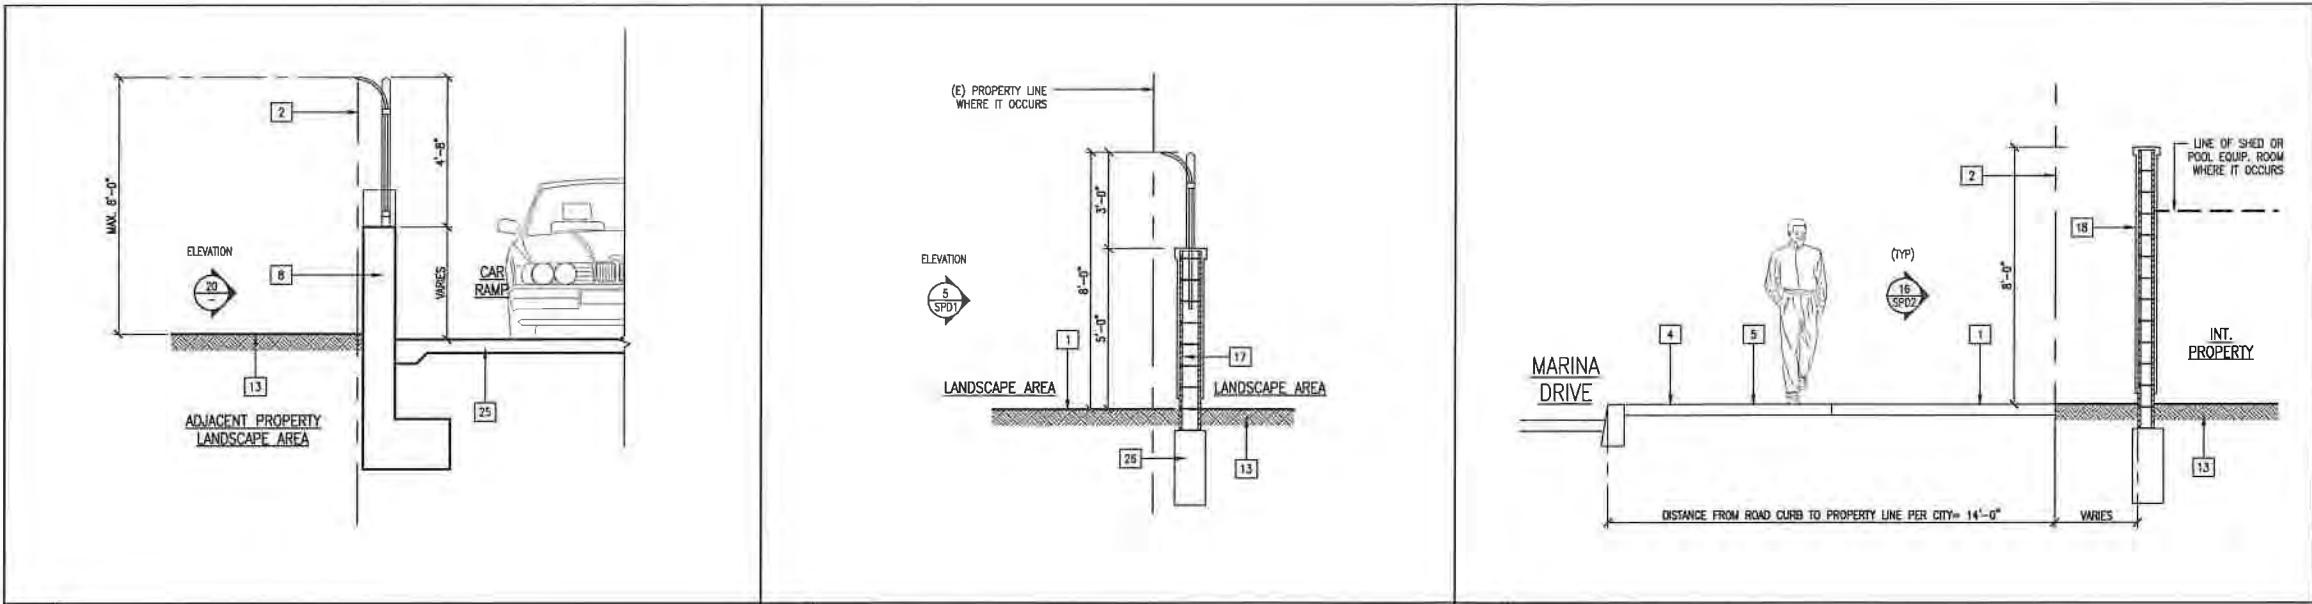 2
MAX. 8'-0"
4'-8"
ELEVATION
20
–
8
VARIES
CAR
RAMP
13
25
ADJACENT PROPERTY
LANDSCAPE AREA
(E) PROPERTY LINE
WHERE IT OCCURS
3'-0"
8'-0"
5'-0"
ELEVATION
5
SPD1
1
17
LANDSCAPE AREA
LANDSCAPE AREA
26
13
LINE OF SHED OR
POOL EQUIP. ROOM
WHERE IT OCCURS
2
18
(TYP)
16
SPD2
8'-0"
4
5
1
INT.
PROPERTY
MARINA
DRIVE
13
DISTANCE FROM ROAD CURB TO PROPERTY LINE PER CITY= 14'-0"
VARIES